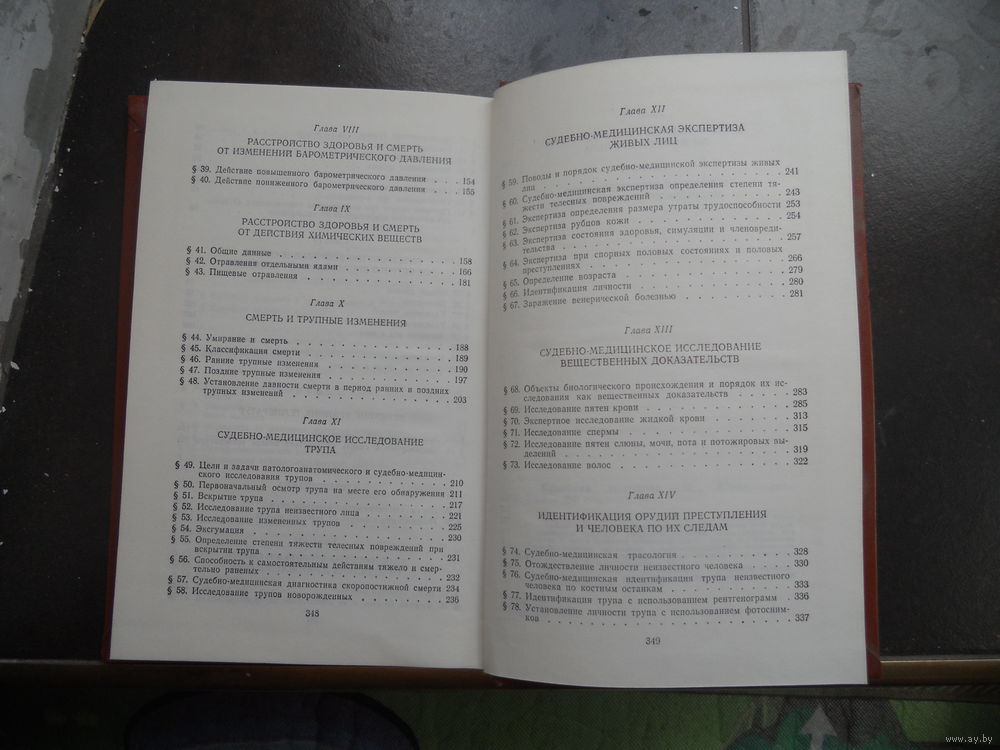 Глава VIII
РАССТРОЙСТВО ЗДОРОВЬЯ И СМЕРТЬ
ОТ ИЗМЕНЕНИЙ БАРОМЕТРИЧЕСКОГО ДАВЛЕНИЯ
§ 39. Действие повышенного барометрического давления . . . 154
§ 40. Действие пониженного барометрического давления . . . 155
Глава IX
РАССТРОЙСТВО ЗДОРОВЬЯ И СМЕРТЬ
ОТ ДЕЙСТВИЯ ХИМИЧЕСКИХ ВЕЩЕСТВ
§ 41. Общие данные . . . 158
§ 42. Отравления отдельными ядами . . . 166
§ 43. Пищевые отравления . . . 181
Глава X
СМЕРТЬ И ТРУПНЫЕ ИЗМЕНЕНИЯ
§ 44. Умирание и смерть . . . 188
§ 45. Классификация смерти . . . 189
§ 46. Ранние трупные изменения . . . 190
§ 47. Поздние трупные изменения . . . 197
§ 48. Установление давности смерти в период ранних и поздних
трупных изменений . . . 203
Глава XI
СУДЕБНО-МЕДИЦИНСКОЕ ИССЛЕДОВАНИЕ
ТРУПА
§ 49. Цели и задачи патологоанатомического и судебно-медицин-
ского исследования трупов . . . 210
§ 50. Первоначальный осмотр трупа на месте его обнаружения 211
§ 51. Вскрытие трупа . . . 217
§ 52. Исследование трупа неизвестного лица . . . 221
§ 53. Исследование измененных трупов . . . 225
§ 54. Эксгумация . . . 230
§ 55. Определение степени тяжести телесных повреждений при
вскрытии трупа . . . 231
§ 56. Способность к самостоятельным действиям тяжело и смер-
тельно раненых . . . 232
§ 57. Судебно-медицинская диагностика скоропостижной смерти 234
§ 58. Исследование трупов новорожденных . . . 236
348
Глава XII
СУДЕБНО-МЕДИЦИНСКАЯ ЭКСПЕРТИЗА
ЖИВЫХ ЛИЦ
§ 59. Поводы и порядок судебно-медицинской экспертизы живых
лиц . . . 241
§ 60. Судебно-медицинская экспертиза определения степени тя-
жести телесных повреждений . . . 243
§ 61. Экспертиза определения размера утраты трудоспособности 253
§ 62. Экспертиза рубцов кожи . . . 254
§ 63. Экспертиза состояния здоровья, симуляции и членовреди-
тельства . . . 257
§ 64. Экспертиза при спорных половых состояниях и половых
преступлениях . . . 266
§ 65. Определение возраста . . . 279
§ 66. Идентификация личности . . . 280
§ 67. Заражение венерической болезнью . . . 281
Глава XIII
СУДЕБНО-МЕДИЦИНСКОЕ ИССЛЕДОВАНИЕ
ВЕЩЕСТВЕННЫХ ДОКАЗАТЕЛЬСТВ
§ 68. Объекты биологического происхождения и порядок их ис-
следования как вещественных доказательств . . . 283
§ 69. Исследование пятен крови . . . 285
§ 70. Экспертное исследование жидкой крови . . . 313
§ 71. Исследование спермы . . . 315
§ 72. Исследование пятен слюны, мочи, пота и потожировых вы-
делений . . . 319
§ 73. Исследование волос . . . 322
Глава XIV
ИДЕНТИФИКАЦИЯ ОРУДИЙ ПРЕСТУПЛЕНИЯ
И ЧЕЛОВЕКА ПО ИХ СЛЕДАМ
§ 74. Судебно-медицинская трасология . . . 328
§ 75. Отождествление личности неизвестного человека . . . 330
§ 76. Судебно-медицинская идентификация трупа неизвестного
человека по костным останкам . . . 333
§ 77. Идентификация трупа с использованием рентгенограмм . 336
§ 78. Установление личности трупа с использованием фотосним-
ков . . . 337
349
www.ay.by